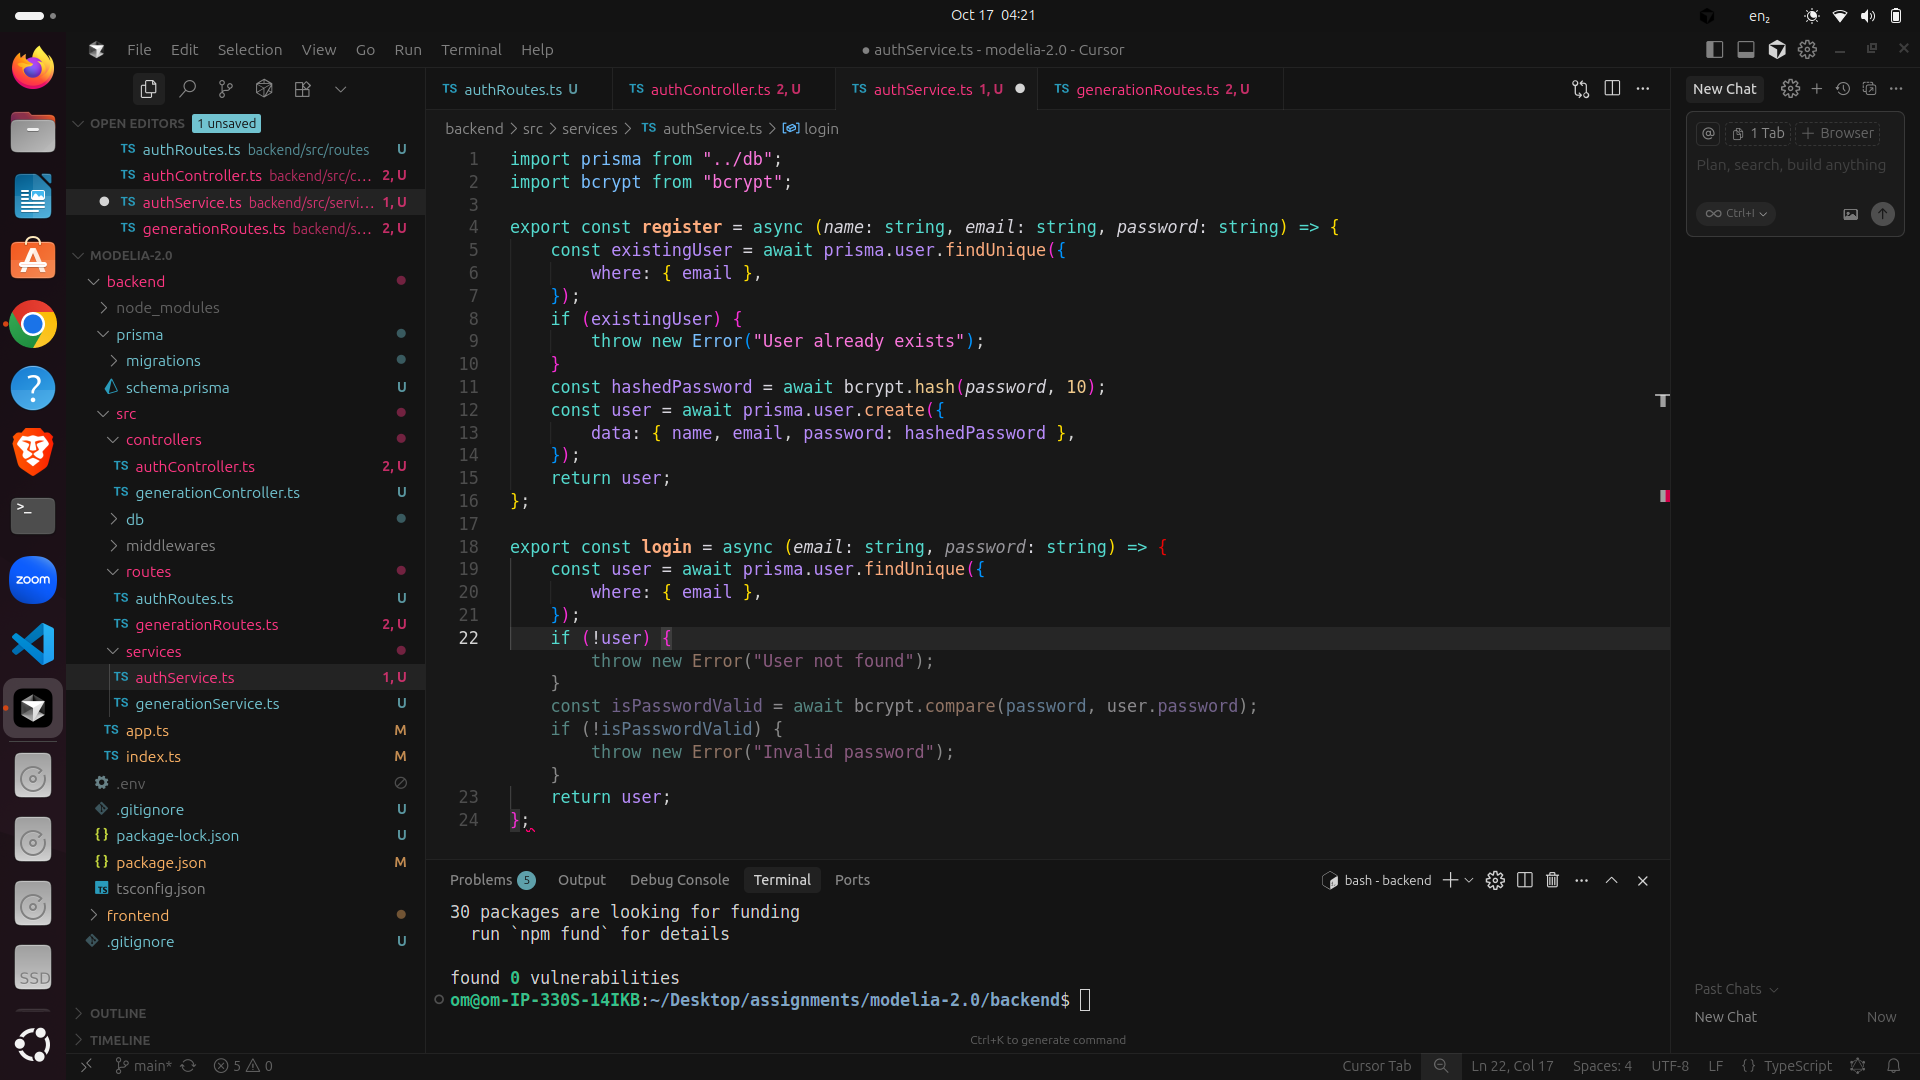 Oct 17 04:21
en₂
File Edit Selection View Go Run Terminal Help
● authService.ts - modelia-2.0 - Cursor
OPEN EDITORS 1 unsaved
TS authRoutes.ts backend/src/routes U
TS authController.ts backend/src/c... 2, U
TS authService.ts backend/src/servi... 1, U
TS generationRoutes.ts backend/s... 2, U
MODELIA-2.0
backend
node_modules
prisma
migrations
schema.prisma U
src
controllers
TS authController.ts 2, U
TS generationController.ts U
db
middlewares
routes
TS authRoutes.ts U
TS generationRoutes.ts 2, U
services
TS authService.ts 1, U
TS generationService.ts U
TS app.ts M
TS index.ts M
.env
.gitignore U
{} package-lock.json U
{} package.json M
TS tsconfig.json
frontend
.gitignore U
OUTLINE
TIMELINE
TS authRoutes.ts U TS authController.ts 2, U TS authService.ts 1, U TS generationRoutes.ts 2, U
backend > src > services > TS authService.ts > login
1 import prisma from "../db";
2 import bcrypt from "bcrypt";
3
4 export const register = async (name: string, email: string, password: string) => {
5 const existingUser = await prisma.user.findUnique({
6 where: { email },
7 });
8 if (existingUser) {
9 throw new Error("User already exists");
10 }
11 const hashedPassword = await bcrypt.hash(password, 10);
12 const user = await prisma.user.create({
13 data: { name, email, password: hashedPassword },
14 });
15 return user;
16 };
17
18 export const login = async (email: string, password: string) => {
19 const user = await prisma.user.findUnique({
20 where: { email },
21 });
22 if (!user) {
throw new Error("User not found");
}
const isPasswordValid = await bcrypt.compare(password, user.password);
if (!isPasswordValid) {
throw new Error("Invalid password");
}
23 return user;
24 };
Problems 5 Output Debug Console Terminal Ports
bash - backend
30 packages are looking for funding
run `npm fund` for details
found 0 vulnerabilities
om@om-IP-330S-14IKB:~/Desktop/assignments/modelia-2.0/backend$
Ctrl+K to generate command
New Chat
@ 1 Tab + Browser
Plan, search, build anything
∞ Ctrl+I
Past Chats
New Chat Now
zoom
SSD
main* 5 0
Cursor Tab Ln 22, Col 17 Spaces: 4 UTF-8 LF {} TypeScript